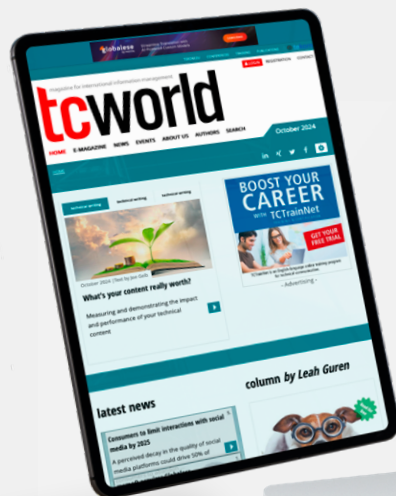 globalese
magazine for international information management
LOGIN REGISTRATION CONTACT
tcworld
HOME E-MAGAZINE NEWS EVENTS ABOUT US AUTHORS SEARCH
October 2024
technical writing technical writing technical writing
October 2024
What's your content really worth?
Measuring and demonstrating the impact
and performance of your technical
content
BOOST YOUR
CAREER
WITH TCTrainNet
GET YOUR
FREE TRIAL
- Advertising -
latest news
Consumers to limit interactions with social
media by 2025
A perceived decay in the quality of social
media platforms could drive 50% of
column by Leah Guren